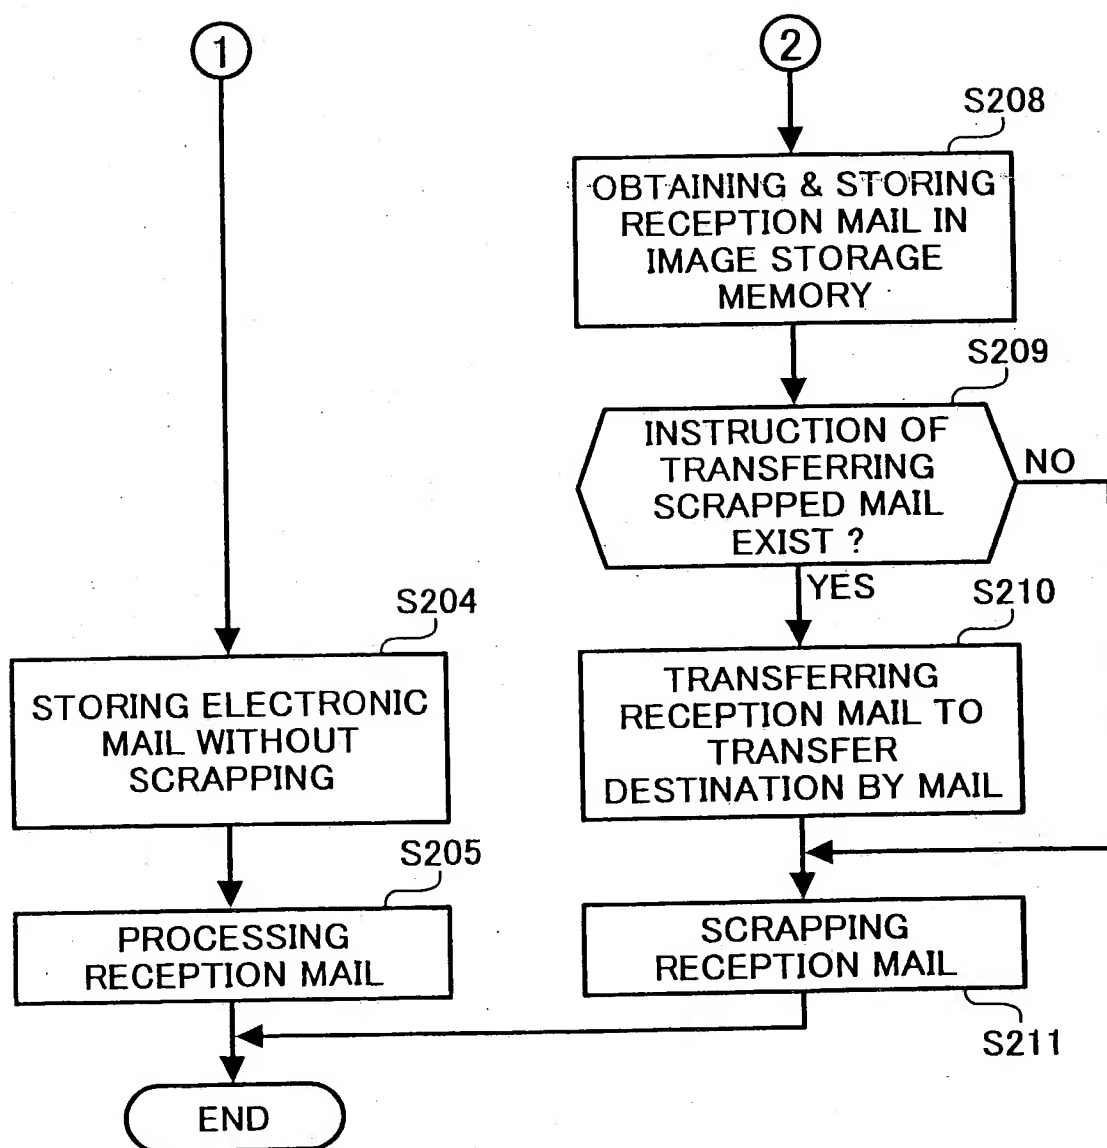 1
2
S208
OBTAINING & STORING
RECEPTION MAIL IN
IMAGE STORAGE
MEMORY
S209
INSTRUCTION OF
TRANSFERRING
SCRAPPED MAIL
EXIST ?
NO
YES
S204
STORING ELECTRONIC
MAIL WITHOUT
SCRAPPING
S210
TRANSFERRING
RECEPTION MAIL TO
TRANSFER
DESTINATION BY MAIL
S205
PROCESSING
RECEPTION MAIL
SCRAPPING
RECEPTION MAIL
S211
END